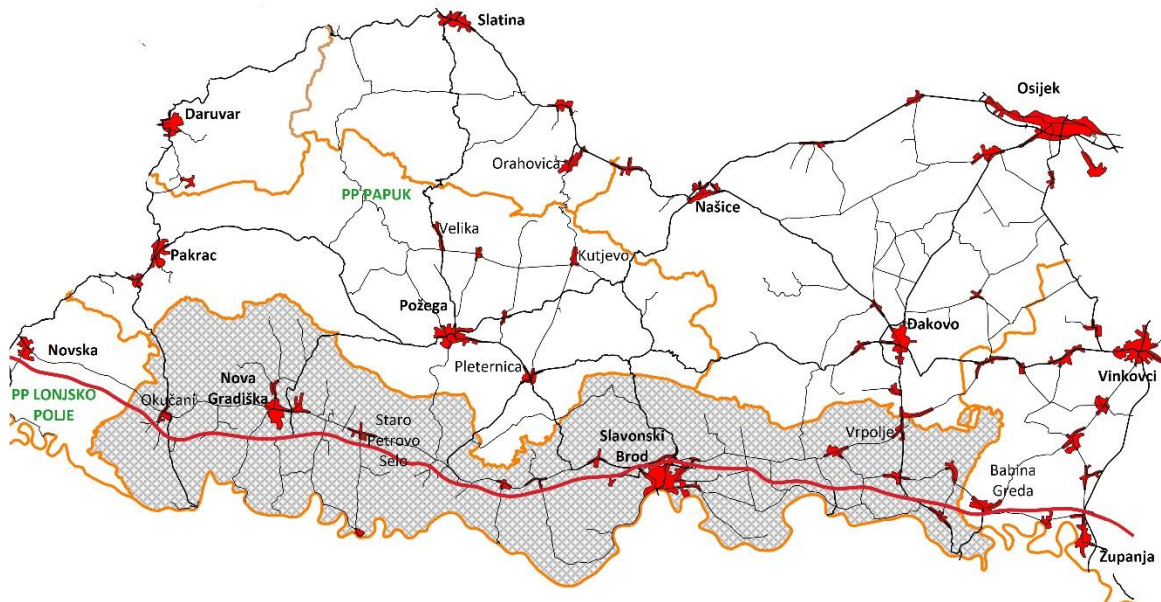 Slatina
Osijek
Daruvar
Orahovica
PP PAPUK
Našice
Velika
Kutjevo
Pakrac
Požega
Đakovo
Novska
Pleternica
Vinkovci
PP LONJSKO
POLJE
Okučani
Nova
Gradiška
Staro
Petrovo
Selo
Slavonski
Brod
Vrpolje
Babina
Greda
Županja